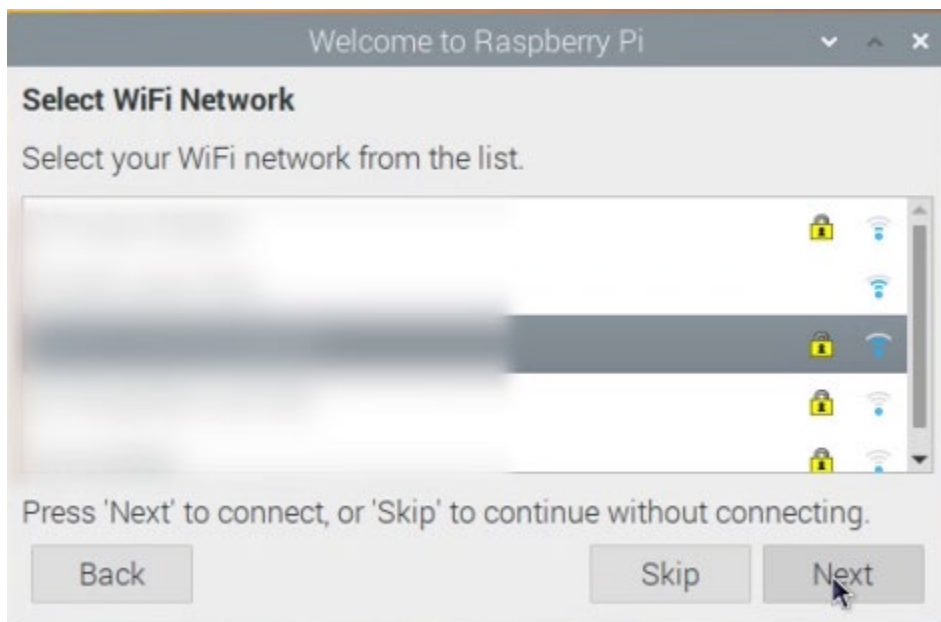 Welcome to Raspberry Pi
Select WiFi Network
Select your WiFi network from the list.
Press 'Next' to connect, or 'Skip' to continue without connecting.
Back
Skip
Next